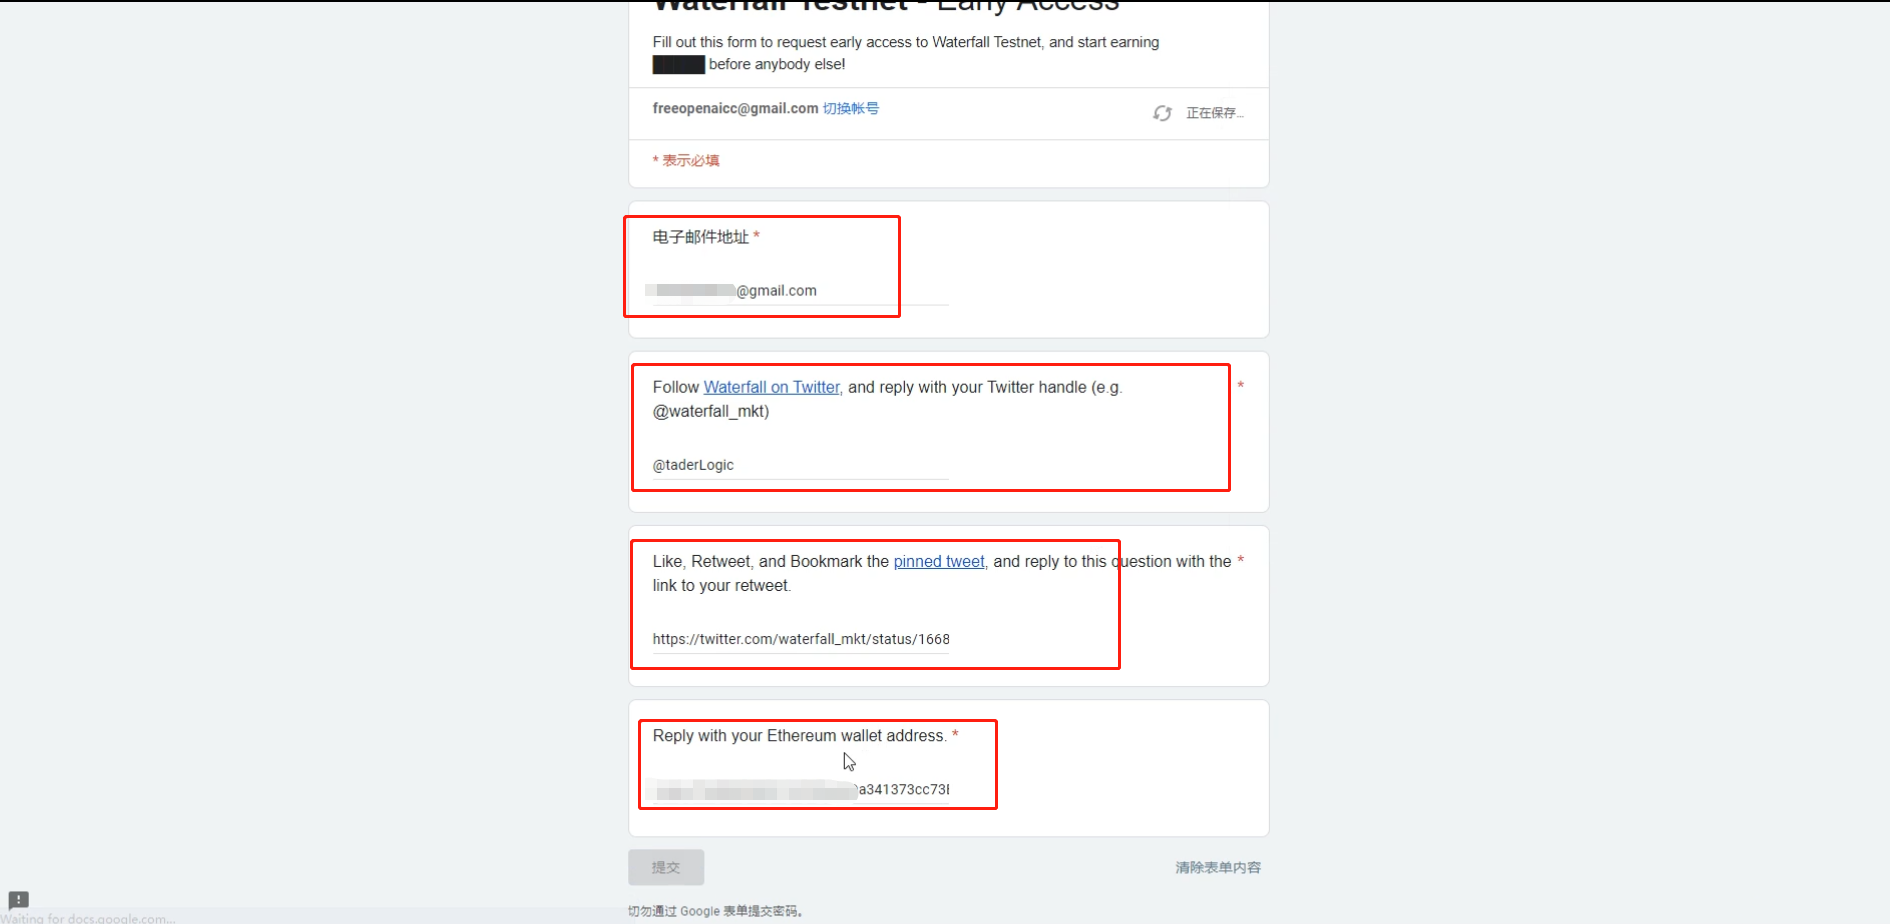 Waterfall Testnet - Early Access
Fill out this form to request early access to Waterfall Testnet, and start earning
before anybody else!
freeopenaicc@gmail.com 切换帐号
正在保存...
* 表示必填
电子邮件地址 *
@gmail.com
Follow Waterfall on Twitter, and reply with your Twitter handle (e.g. *
@waterfall_mkt)
@taderLogic
Like, Retweet, and Bookmark the pinned tweet, and reply to this question with the *
link to your retweet.
https://twitter.com/waterfall_mkt/status/1668
Reply with your Ethereum wallet address. *
a341373cc73
提交
清除表单内容
切勿通过 Google 表单提交密码。
Waiting for docs.google.com...